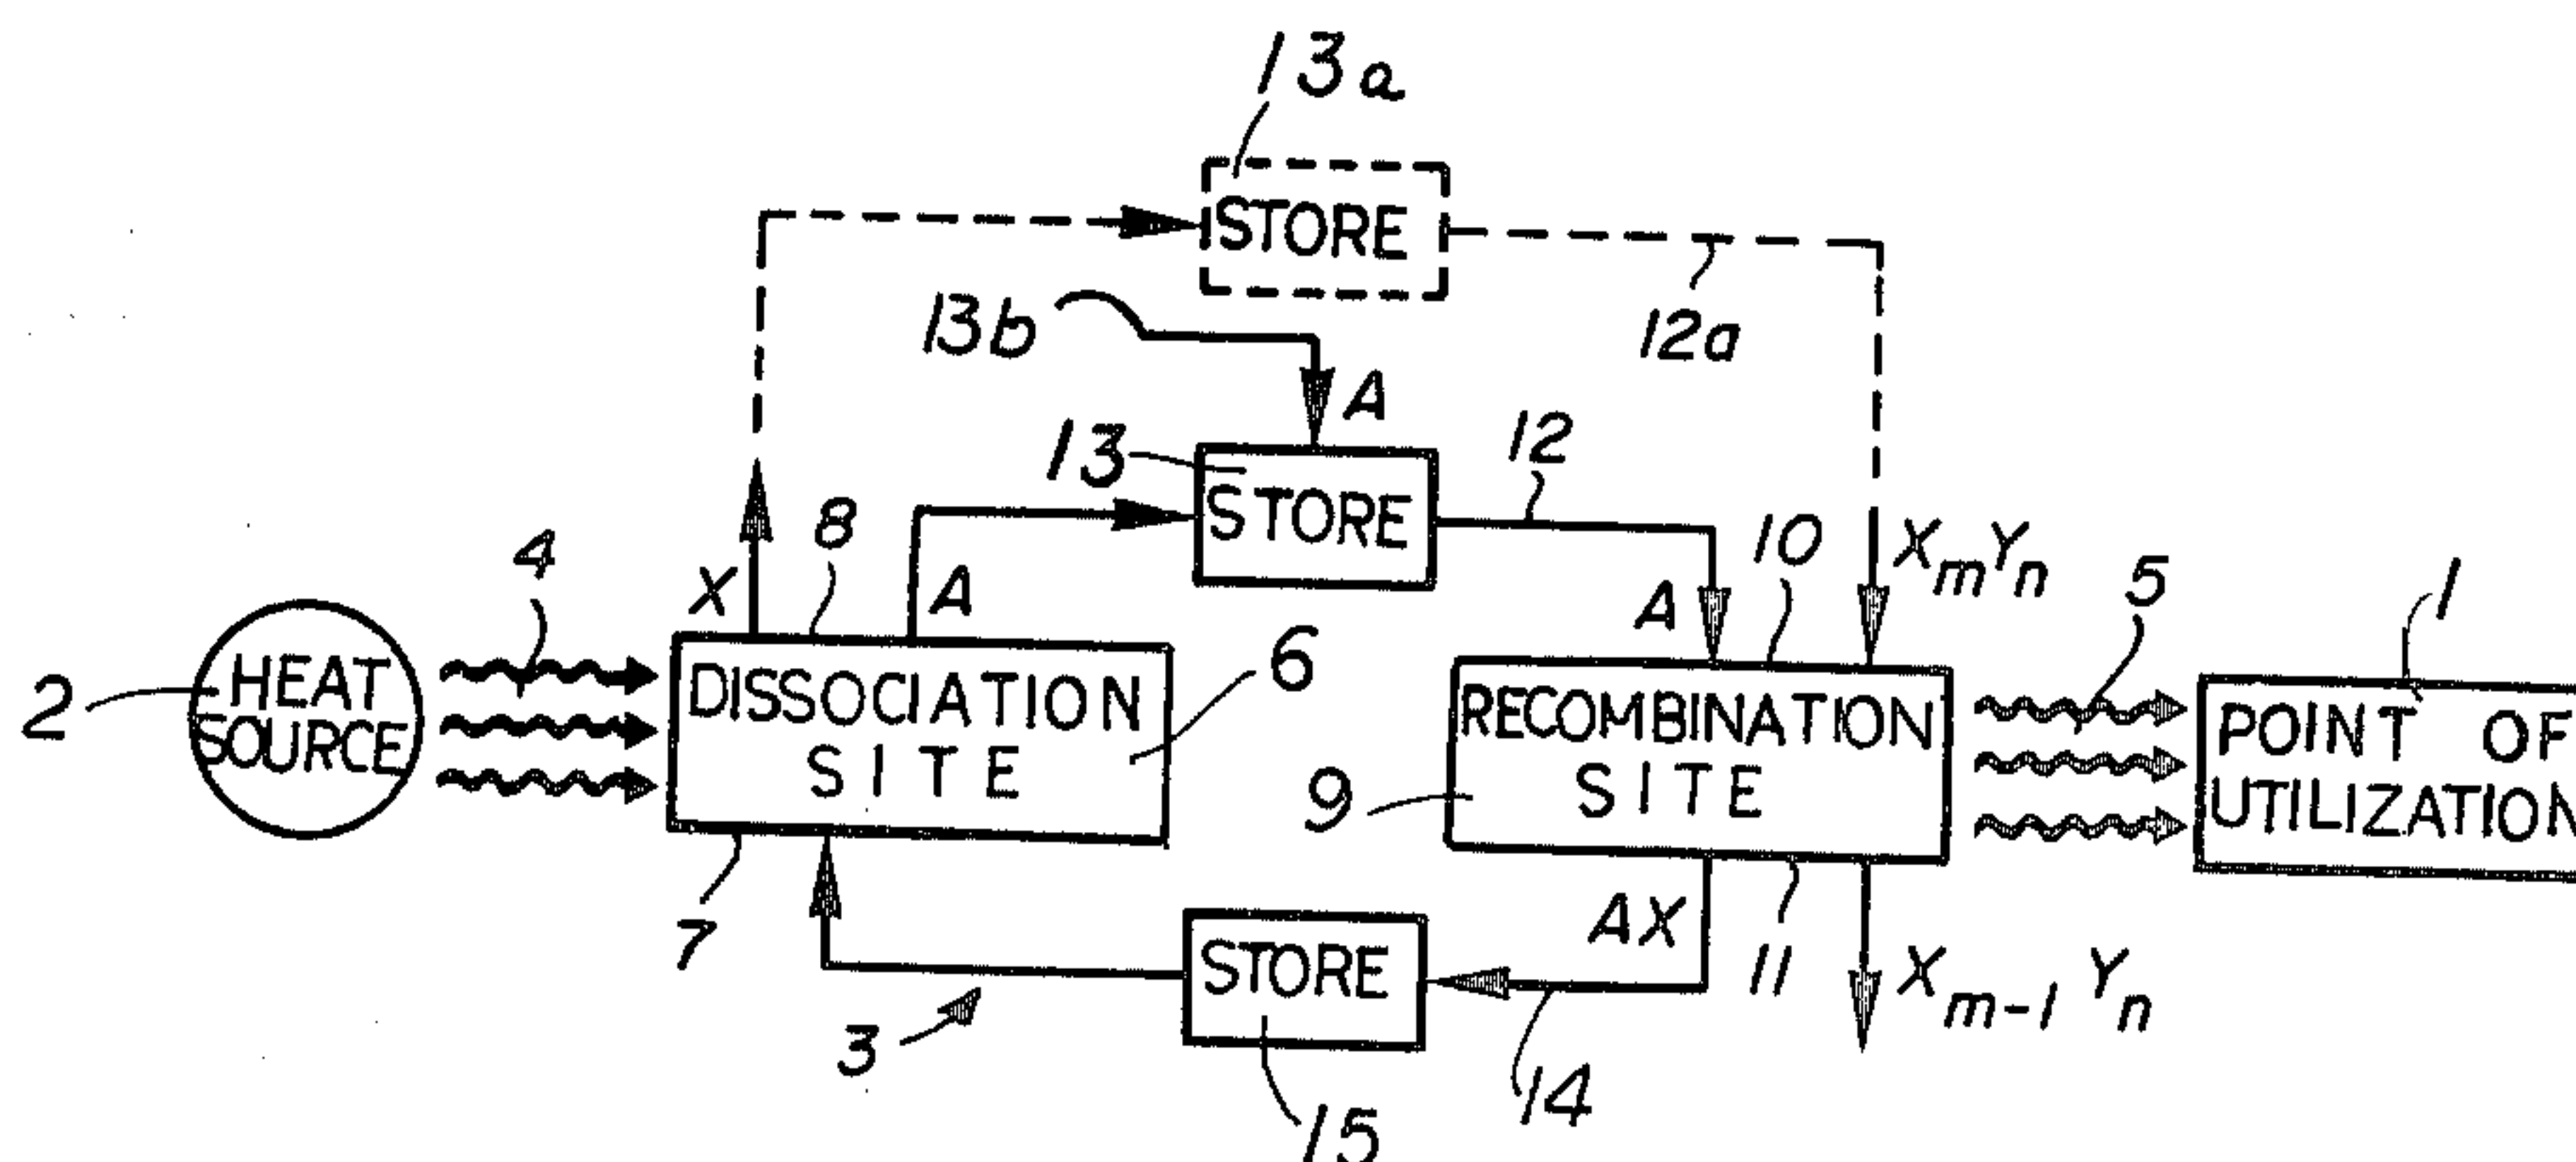 13a
STORE
13b
12a
A
13
STORE
12
4
X
8
A
A
10
XmYn
5
1
2
HEAT
SOURCE
DISSOCIATION
SITE
6
RECOMBINATION
SITE
9
POINT OF
UTILIZATION
7
3
STORE
AX
11
Xm-1 Yn
14
15